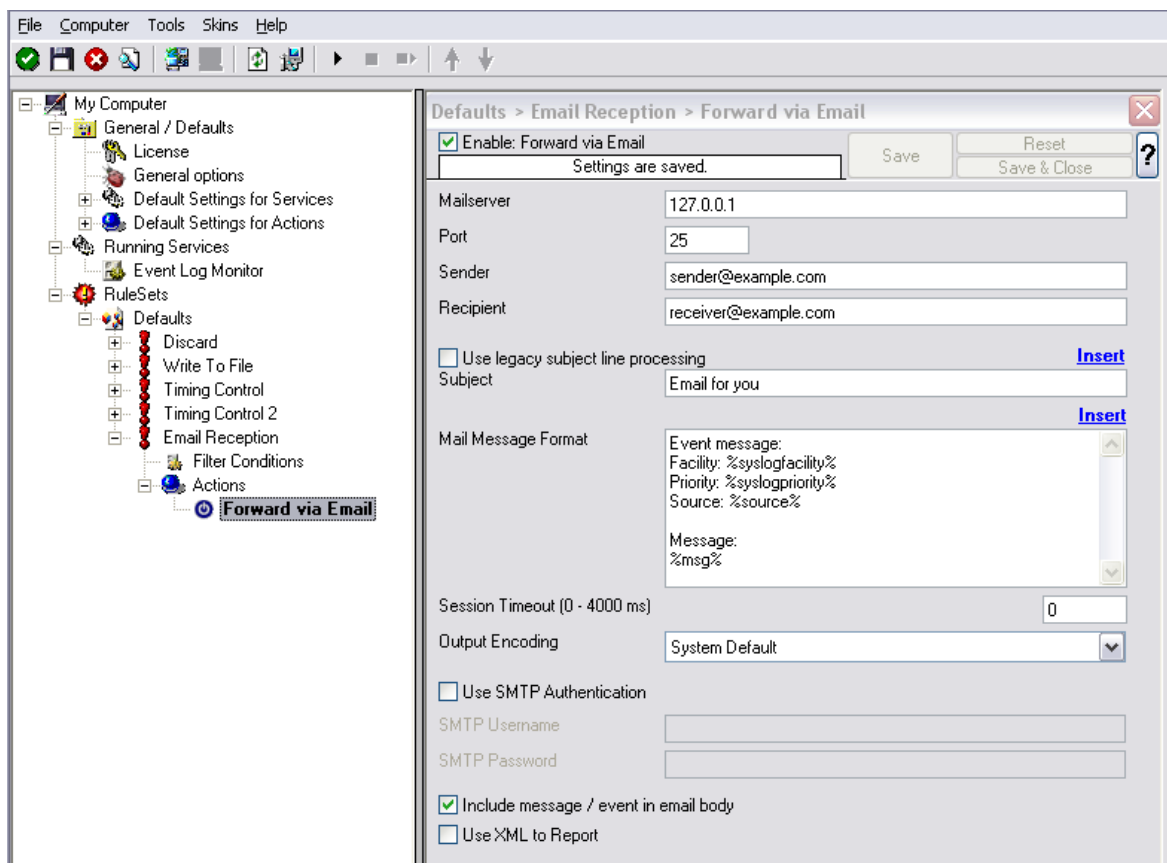 File Computer Tools Skins Help
My Computer
General / Defaults
License
General options
Default Settings for Services
Default Settings for Actions
Running Services
Event Log Monitor
RuleSets
Defaults
Discard
Write To File
Timing Control
Timing Control 2
Email Reception
Filter Conditions
Actions
Forward via Email
Defaults > Email Reception > Forward via Email
Enable: Forward via Email
Settings are saved.
Save
Reset
Save & Close
?
Mailserver
127.0.0.1
Port
25
Sender
sender@example.com
Recipient
receiver@example.com
Use legacy subject line processing
Insert
Subject
Email for you
Insert
Mail Message Format
Event message:
Facility: %syslogfacility%
Priority: %syslogpriority%
Source: %source%
Message:
%msg%
Session Timeout (0 - 4000 ms)
0
Output Encoding
System Default
Use SMTP Authentication
SMTP Username
SMTP Password
Include message / event in email body
Use XML to Report